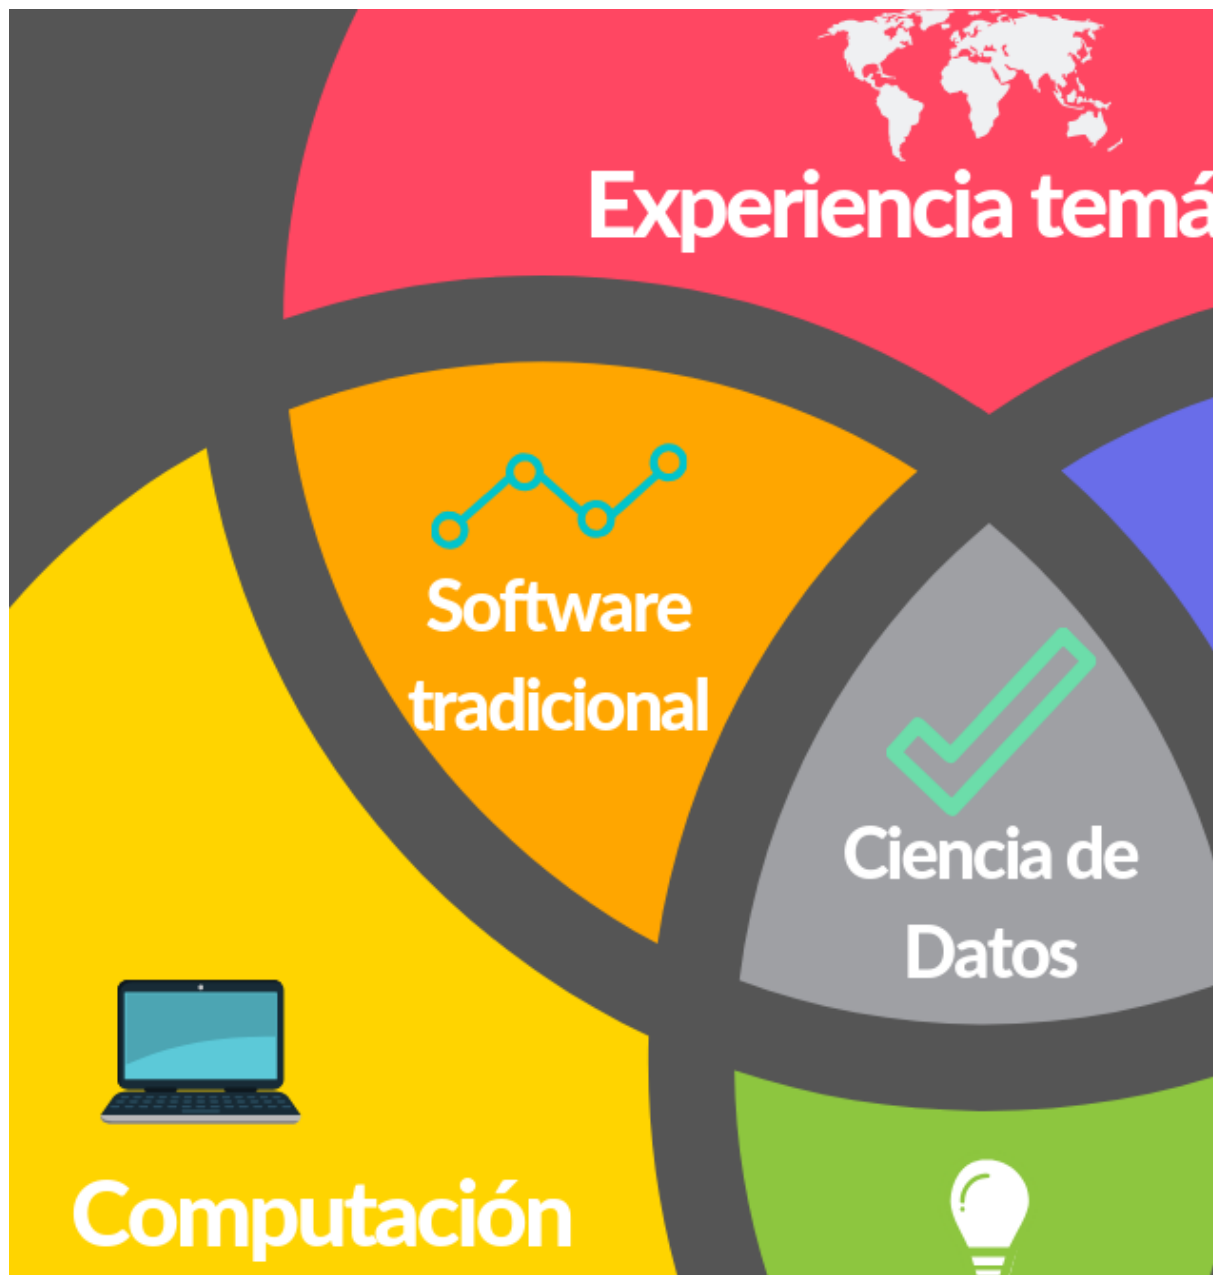 Experiencia temá
Software
tradicional
Ciencia de
Datos
Computación